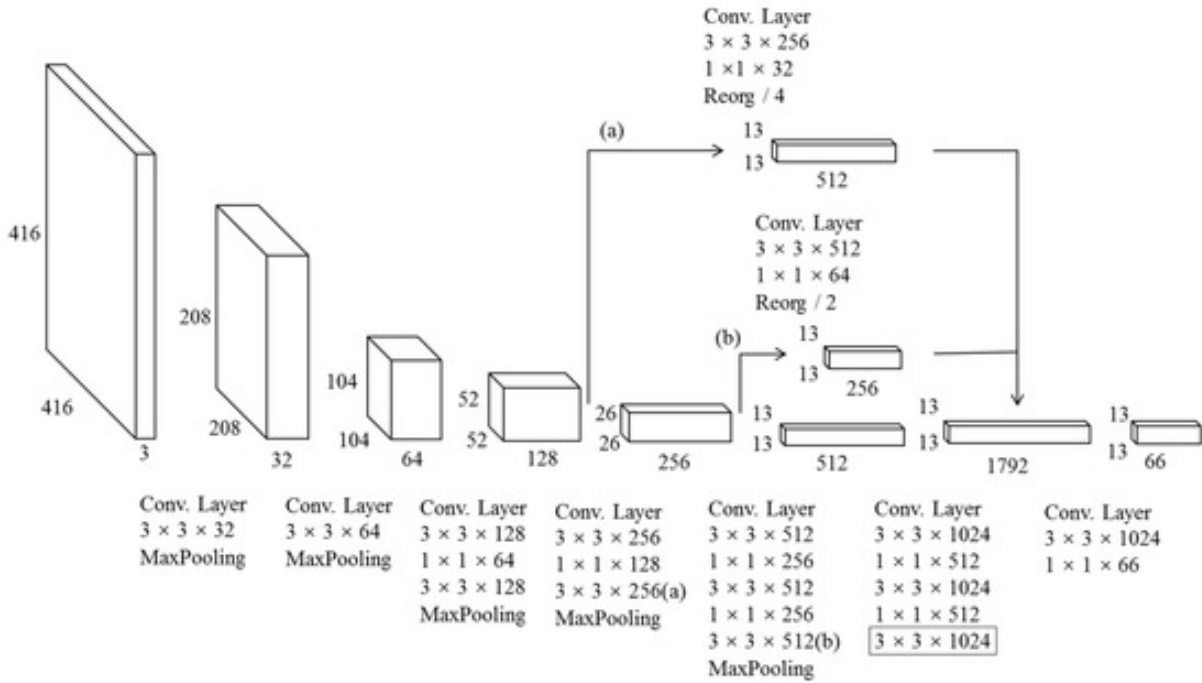 Conv. Layer
3 × 3 × 256
1 ×1 × 32
Reorg / 4
(a)
13
13
512
Conv. Layer
3 × 3 × 512
1 × 1 × 64
Reorg / 2
(b)
13
13
256
416
416
3
208
208
32
104
104
64
52
52
128
26
26
256
13
13
512
13
13
1792
13
13
66
Conv. Layer
3 × 3 × 32
MaxPooling
Conv. Layer
3 × 3 × 64
MaxPooling
Conv. Layer
3 × 3 × 128
1 × 1 × 64
3 × 3 × 128
MaxPooling
Conv. Layer
3 × 3 × 256
1 × 1 × 128
3 × 3 × 256(a)
MaxPooling
Conv. Layer
3 × 3 × 512
1 × 1 × 256
3 × 3 × 512
1 × 1 × 256
3 × 3 × 512(b)
MaxPooling
Conv. Layer
3 × 3 × 1024
1 × 1 × 512
3 × 3 × 1024
1 × 1 × 512
3 × 3 × 1024
Conv. Layer
3 × 3 × 1024
1 × 1 × 66